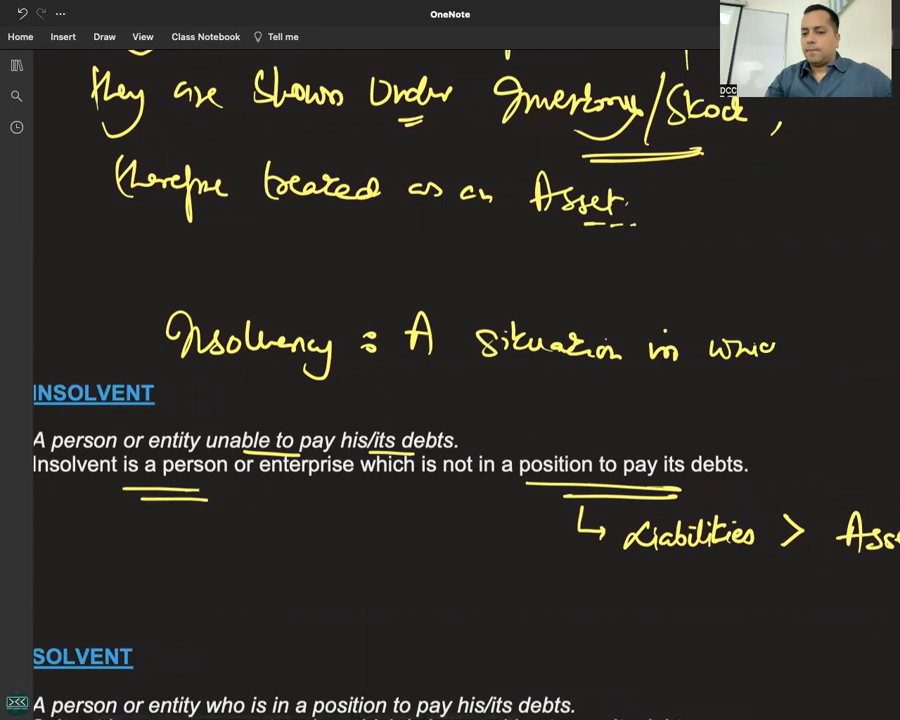 OneNote
Home Insert Draw View Class Notebook Tell me
DCC
they are shown under Inventory/Stock,
therefore treated as an Asset.
Insolvency : A situation in whic
INSOLVENT
A person or entity unable to pay his/its debts.
Insolvent is a person or enterprise which is not in a position to pay its debts.
↳ Liabilities > Ass
SOLVENT
A person or entity who is in a position to pay his/its debts.